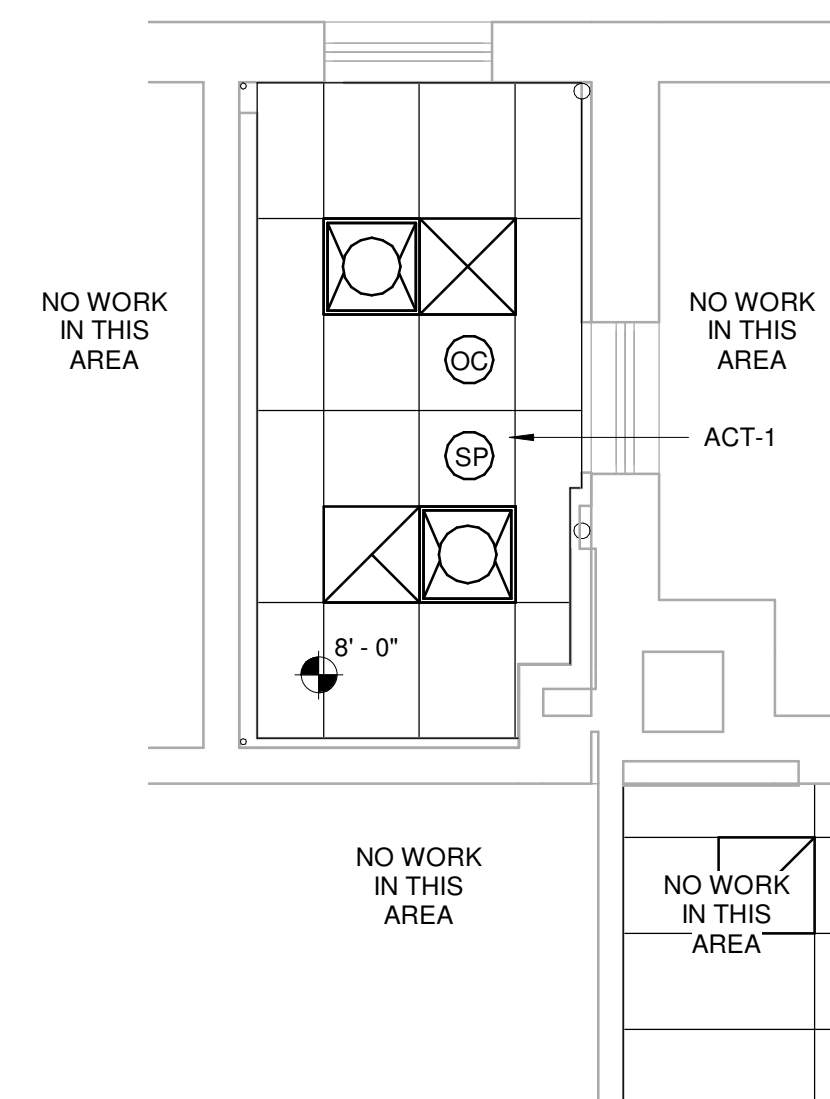 NO WORK
IN THIS
AREA
NO WORK
IN THIS
AREA
OC
ACT-1
SP
8' - 0"
NO WORK
IN THIS
AREA
NO WORK
IN THIS
AREA